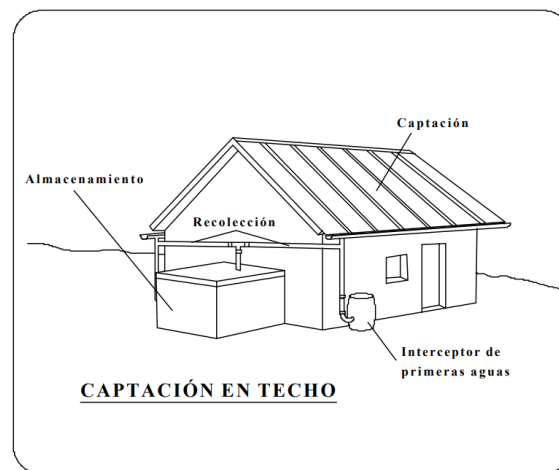 Captación
Almacenamiento
Recolección
Interceptor de
primeras aguas
CAPTACIÓN EN TECHO